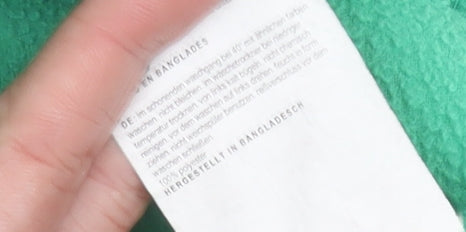 EN BANGLADES
DE: im schonenden waschgang bei 40° mit ähnlichen farben
waschen. nicht bleichen. im wäschetrockner bei niedriger
temperatur trocknen. von links kalt bügeln. nicht chemisch
reinigen. vor dem waschen auf links drehen. feucht in form
ziehen. nicht weichspüler benutzen. reißverschluss vor dem
waschen schließen
100% polyester
HERGESTELLT IN BANGLADESCH